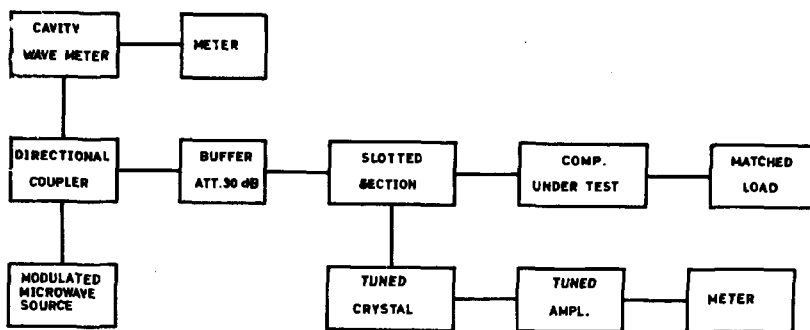 CAVITY
WAVE METER
METER
DIRECTIONAL
COUPLER
BUFFER
ATT.30 dB
SLOTTED
SECTION
COMP.
UNDER TEST
MATCHED
LOAD
MODULATED
MICROWAVE
SOURCE
TUNED
CRYSTAL
TUNED
AMPL.
METER